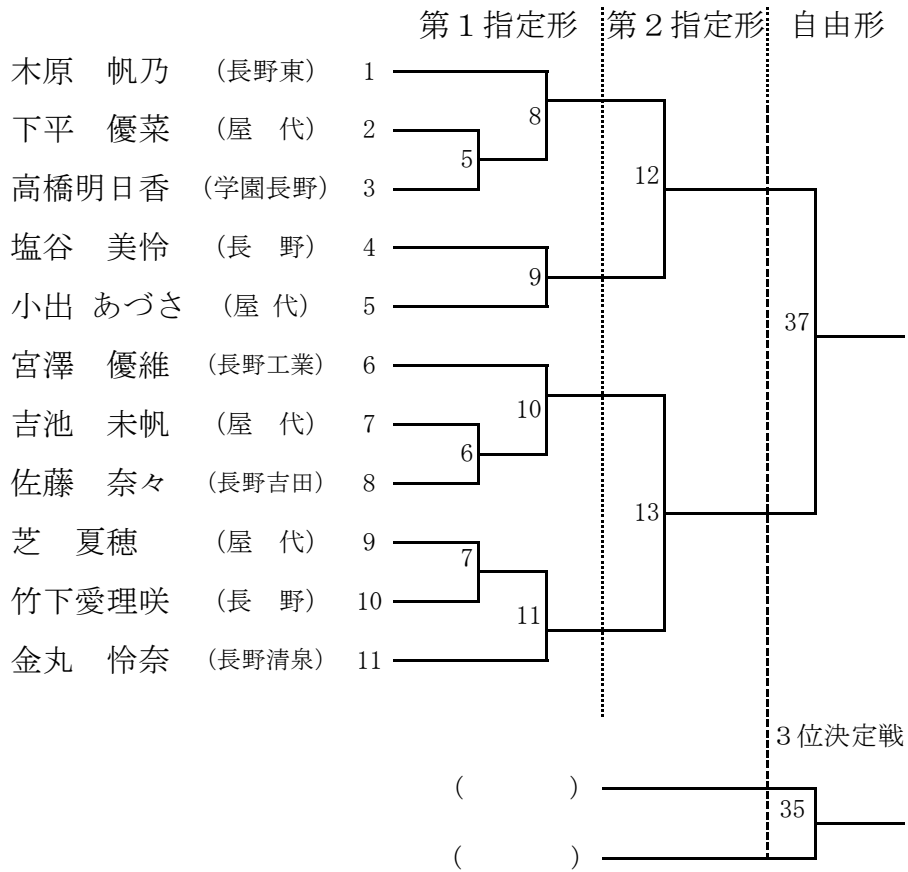 第１指定形 第２指定形 自由形
木原　帆乃 （長野東） 1
8
下平　優菜 （屋　代） 2
5
12
高橋明日香 （学園長野） 3
塩谷　美怜 （長　野） 4
9
小出 あづさ （屋 代） 5
37
宮澤　優維 （長野工業） 6
10
吉池　未帆 （屋　代） 7
6
佐藤　奈々 （長野吉田） 8
13
芝　夏穂 （屋　代） 9
7
竹下愛理咲 （長　野） 10
11
金丸　怜奈 （長野清泉） 11
３位決定戦
（　　　　）
35
（　　　　）